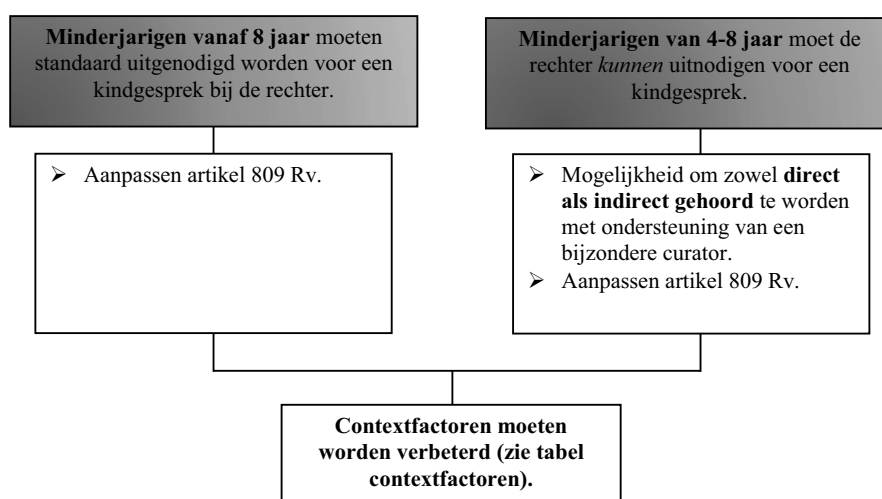 Minderjarigen vanaf 8 jaar moeten
standaard uitgenodigd worden voor een
kindgesprek bij de rechter.
Minderjarigen van 4-8 jaar moet de
rechter kunnen uitnodigen voor een
kindgesprek.
➢ Aanpassen artikel 809 Rv.
➢ Mogelijkheid om zowel direct
als indirect gehoord te worden
met ondersteuning van een
bijzondere curator.
➢ Aanpassen artikel 809 Rv.
Contextfactoren moeten
worden verbeterd (zie tabel
contextfactoren).